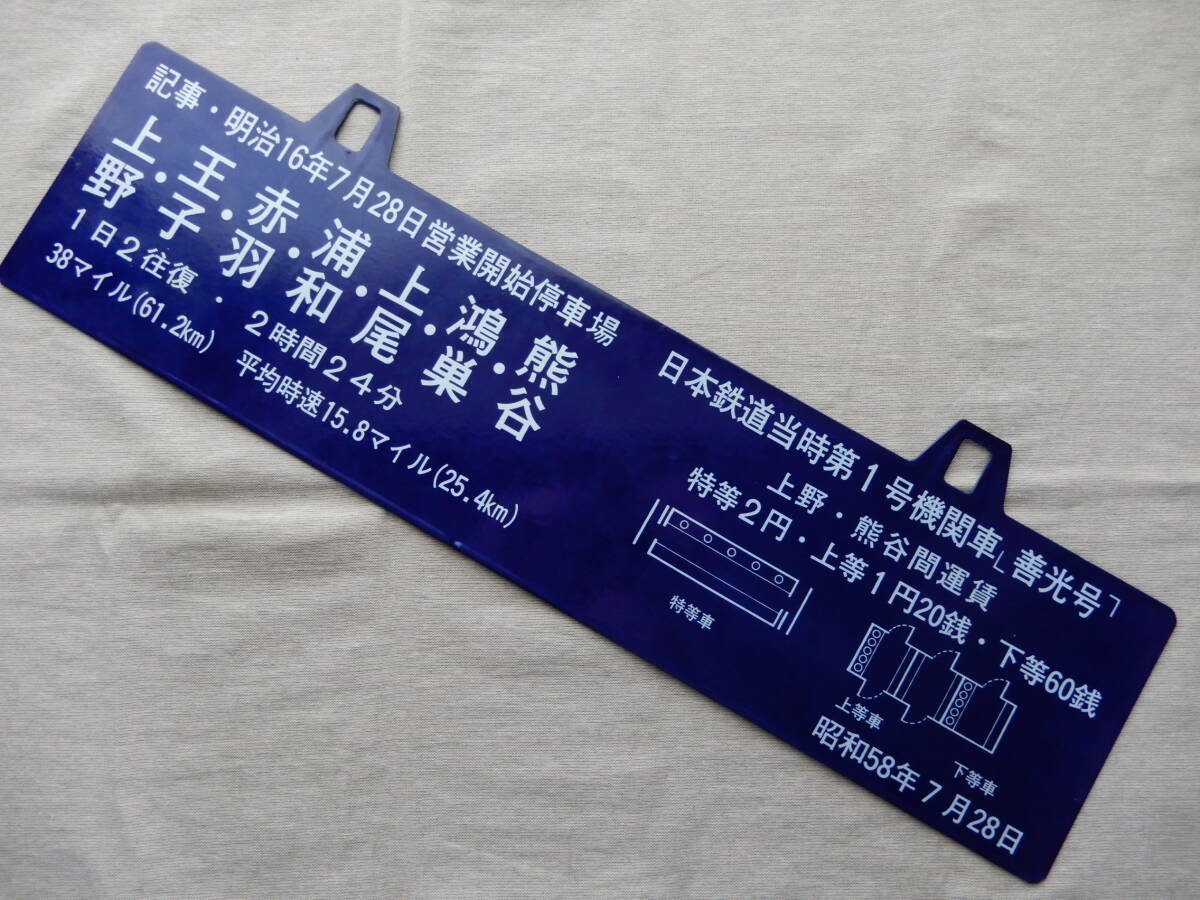 記事・明治16年7月28日営業開始停車場
上野・王子・赤羽・浦和・上尾・鴻巣・熊谷
1日2往復・2時間24分
38マイル(61.2km) 平均時速15.8マイル(25.4km)
日本鉄道当時第1号機関車「善光号」
上野・熊谷間運賃
特等2円・上等1円20銭・下等60銭
特等車
上等車
下等車
昭和58年7月28日